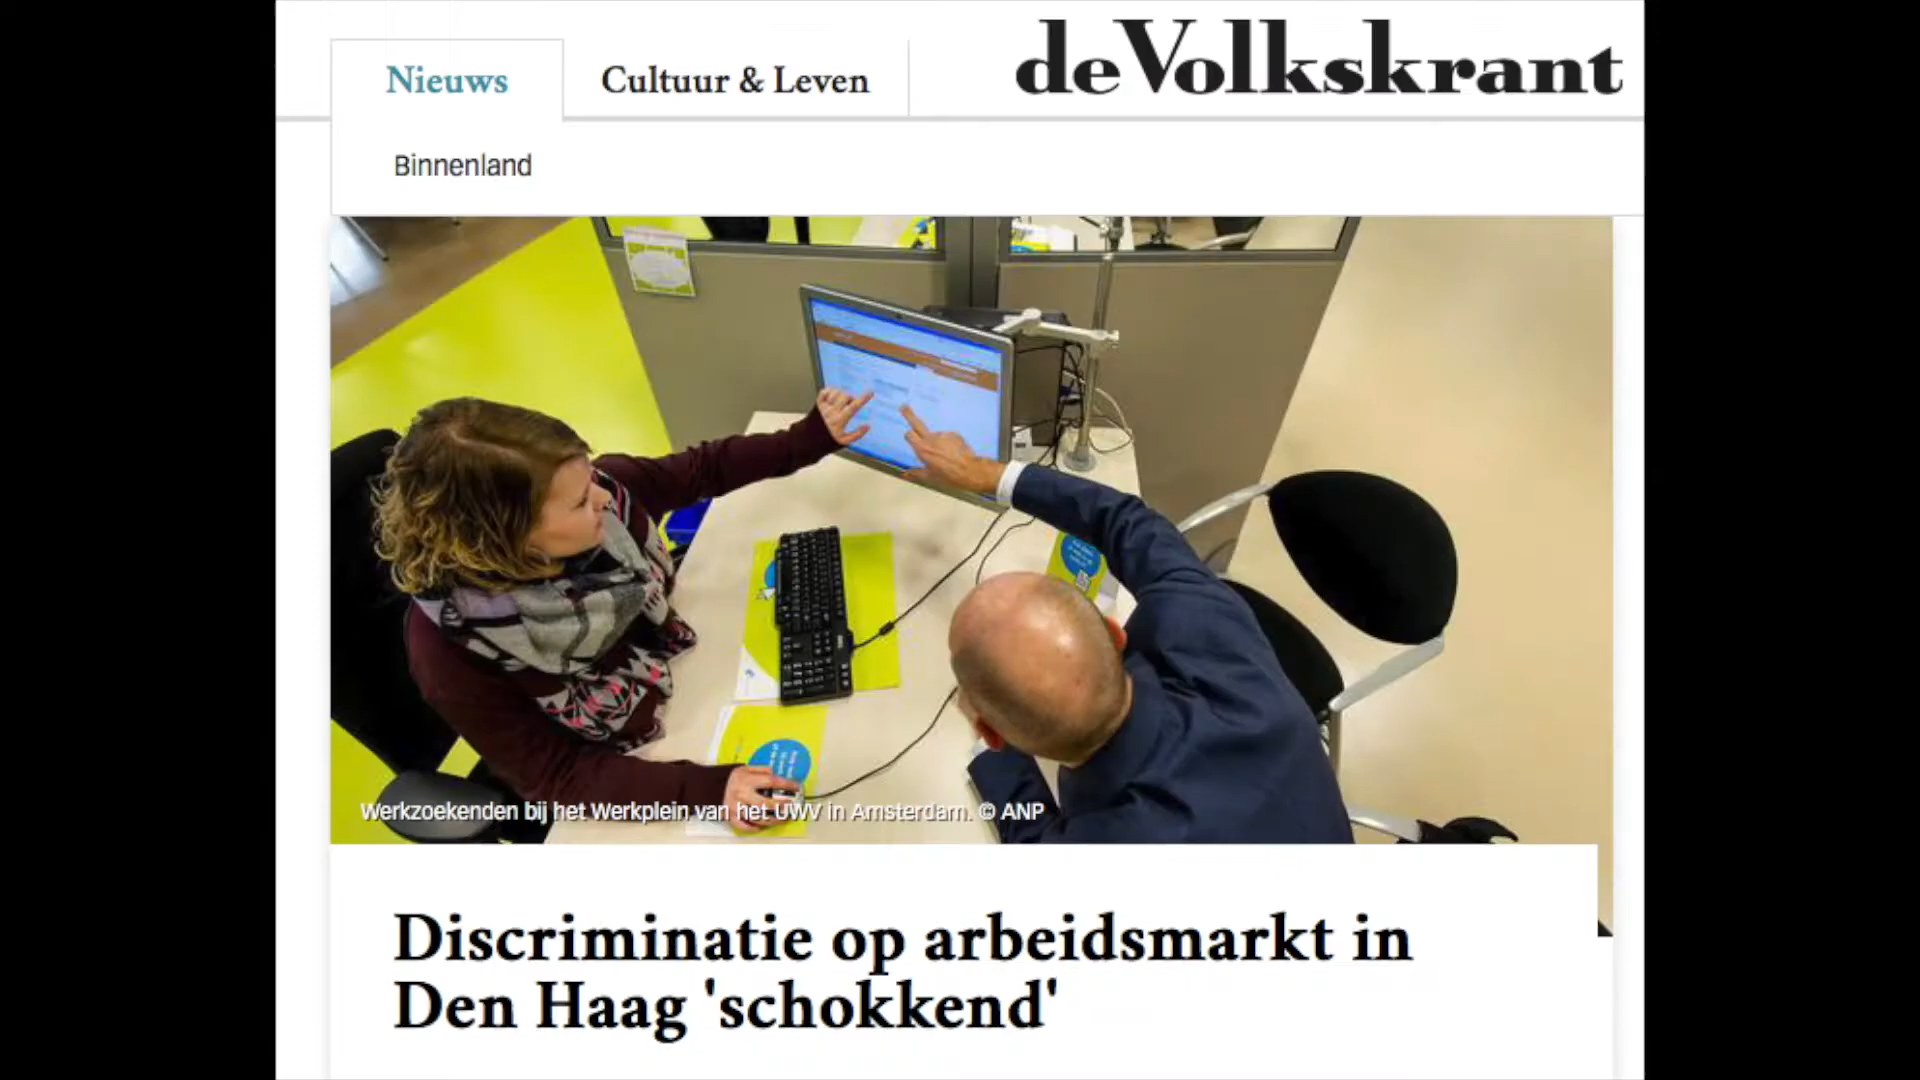 Nieuws
Cultuur & Leven
deVolkskrant
Binnenland
Werkzoekenden bij het Werkplein van het UWV in Amsterdam. © ANP
Discriminatie op arbeidsmarkt in
Den Haag 'schokkend'